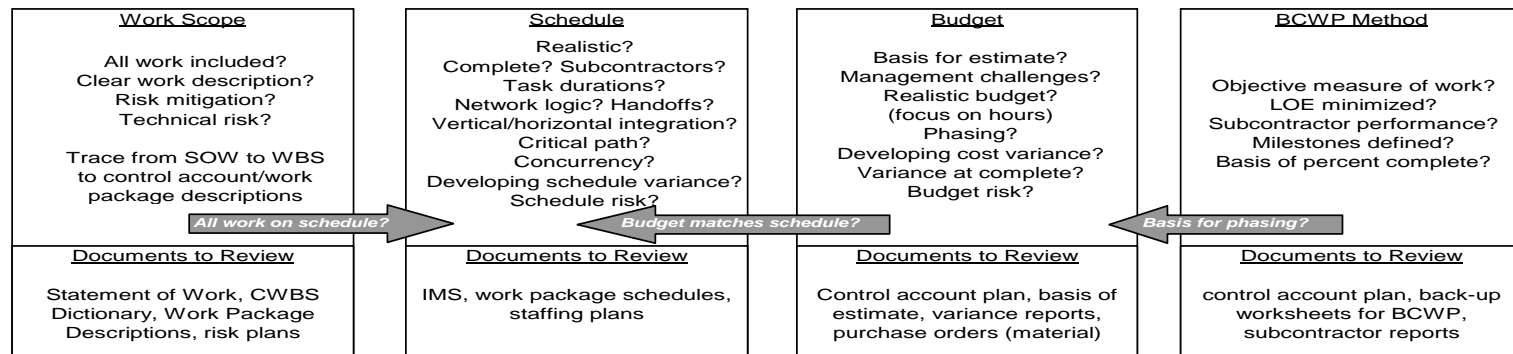 Work Scope
All work included?
Clear work description?
Risk mitigation?
Technical risk?
Trace from SOW to WBS
to control account/work
package descriptions
Schedule
Realistic?
Complete? Subcontractors?
Task durations?
Network logic? Handoffs?
Vertical/horizontal integration?
Critical path?
Concurrency?
Developing schedule variance?
Schedule risk?
Budget
Basis for estimate?
Management challenges?
Realistic budget?
(focus on hours)
Phasing?
Developing cost variance?
Variance at complete?
Budget risk?
BCWP Method
Objective measure of work?
LOE minimized?
Subcontractor performance?
Milestones defined?
Basis of percent complete?
All work on schedule?
Budget matches schedule?
Basis for phasing?
Documents to Review
Statement of Work, CWBS
Dictionary, Work Package
Descriptions, risk plans
Documents to Review
IMS, work package schedules,
staffing plans
Documents to Review
Control account plan, basis of
estimate, variance reports,
purchase orders (material)
Documents to Review
control account plan, back-up
worksheets for BCWP,
subcontractor reports